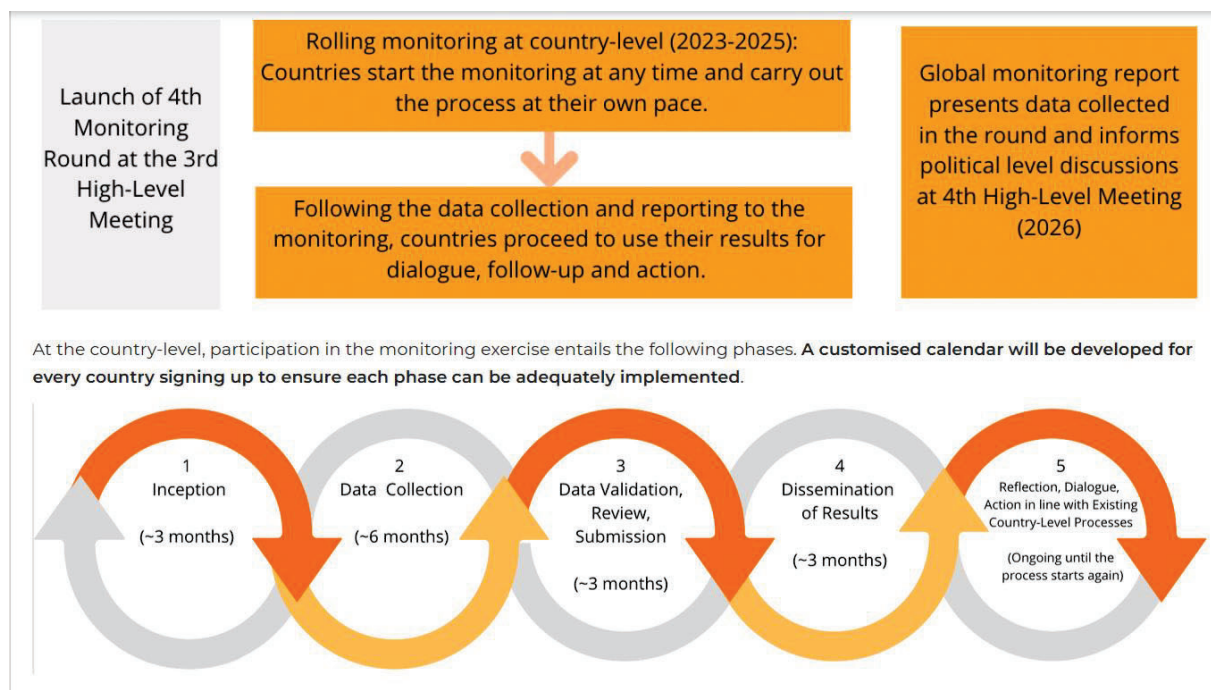 Launch of 4th
Monitoring
Round at the 3rd
High-Level
Meeting
Rolling monitoring at country-level (2023-2025):
Countries start the monitoring at any time and carry out
the process at their own pace.
Following the data collection and reporting to the
monitoring, countries proceed to use their results for
dialogue, follow-up and action.
Global monitoring report
presents data collected
in the round and informs
political level discussions
at 4th High-Level Meeting
(2026)
At the country-level, participation in the monitoring exercise entails the following phases. A customised calendar will be developed for
every country signing up to ensure each phase can be adequately implemented.
1
Inception
(~3 months)
2
Data Collection
(~6 months)
3
Data Validation,
Review,
Submission
(~3 months)
4
Dissemination
of Results
(~3 months)
5
Reflection, Dialogue,
Action in line with Existing
Country-Level Processes
(Ongoing until the
process starts again)